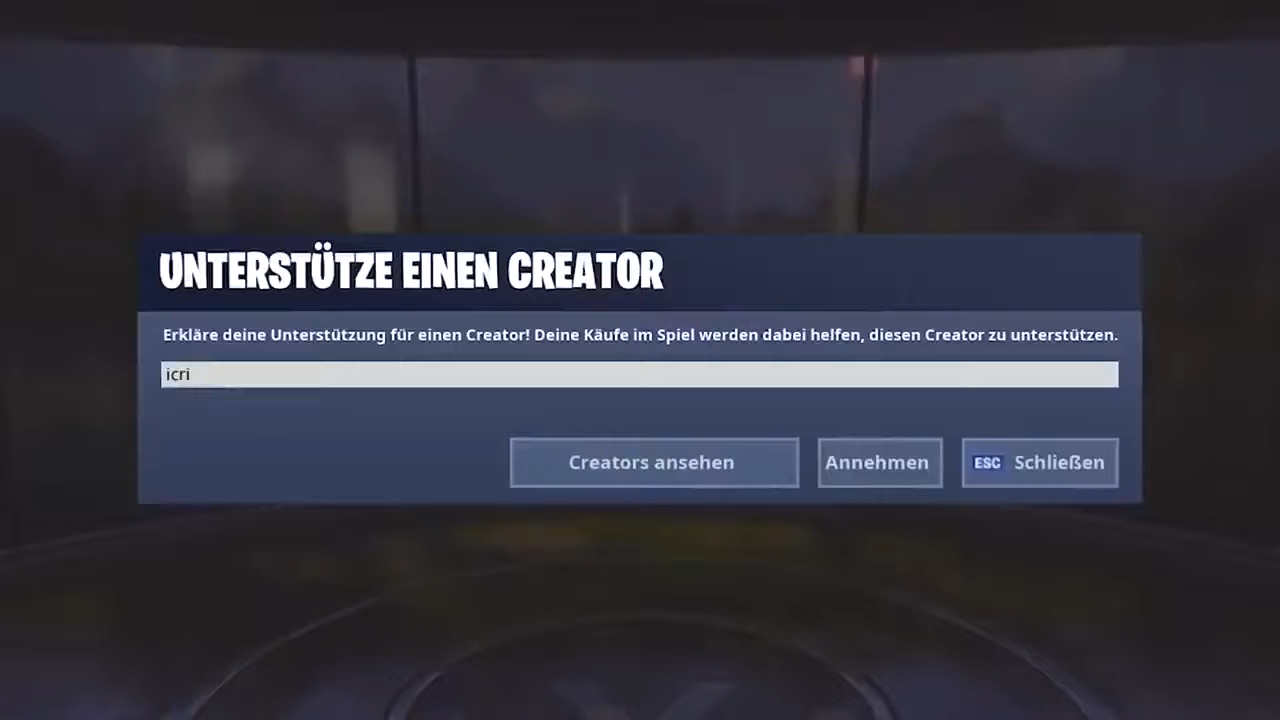 UNTERSTÜTZE EINEN CREATOR
Erkläre deine Unterstützung für einen Creator! Deine Käufe im Spiel werden dabei helfen, diesen Creator zu unterstützen.
icri
Creators ansehen
Annehmen
ESC Schließen